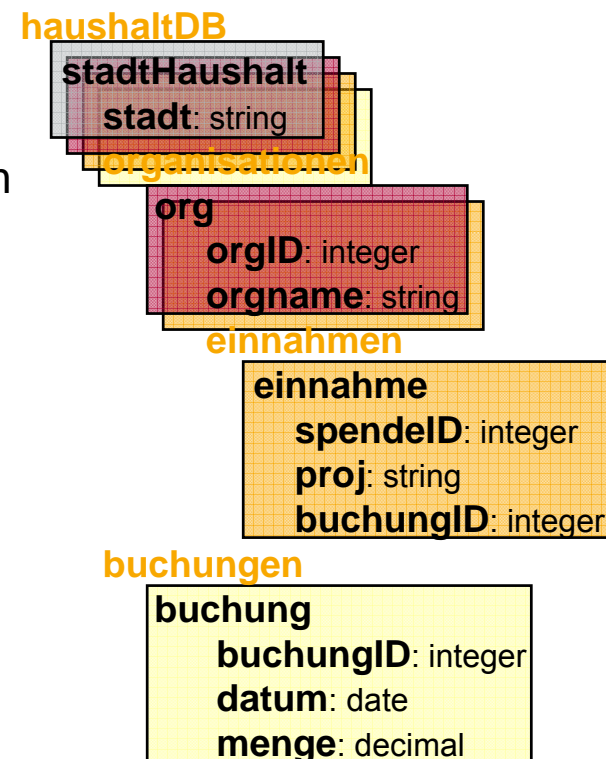 haushaltDB
stadtHaushalt
stadt: string
organisationen
n
org
orgID: integer
orgname: string
einnahmen
einnahme
spendeID: integer
proj: string
buchungID: integer
buchungen
buchung
buchungID: integer
datum: date
menge: decimal